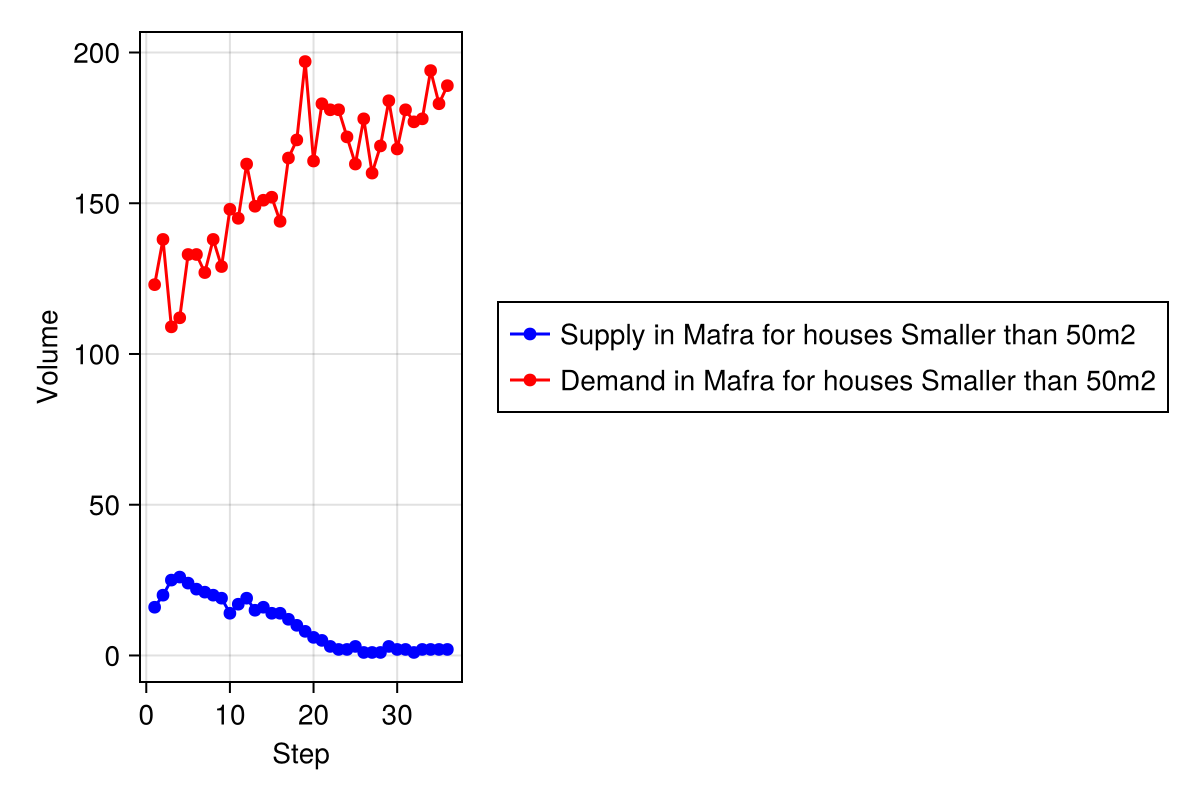 200
150
100
50
0
Volume
0 10 20 30
Step
Supply in Mafra for houses Smaller than 50m2
Demand in Mafra for houses Smaller than 50m2